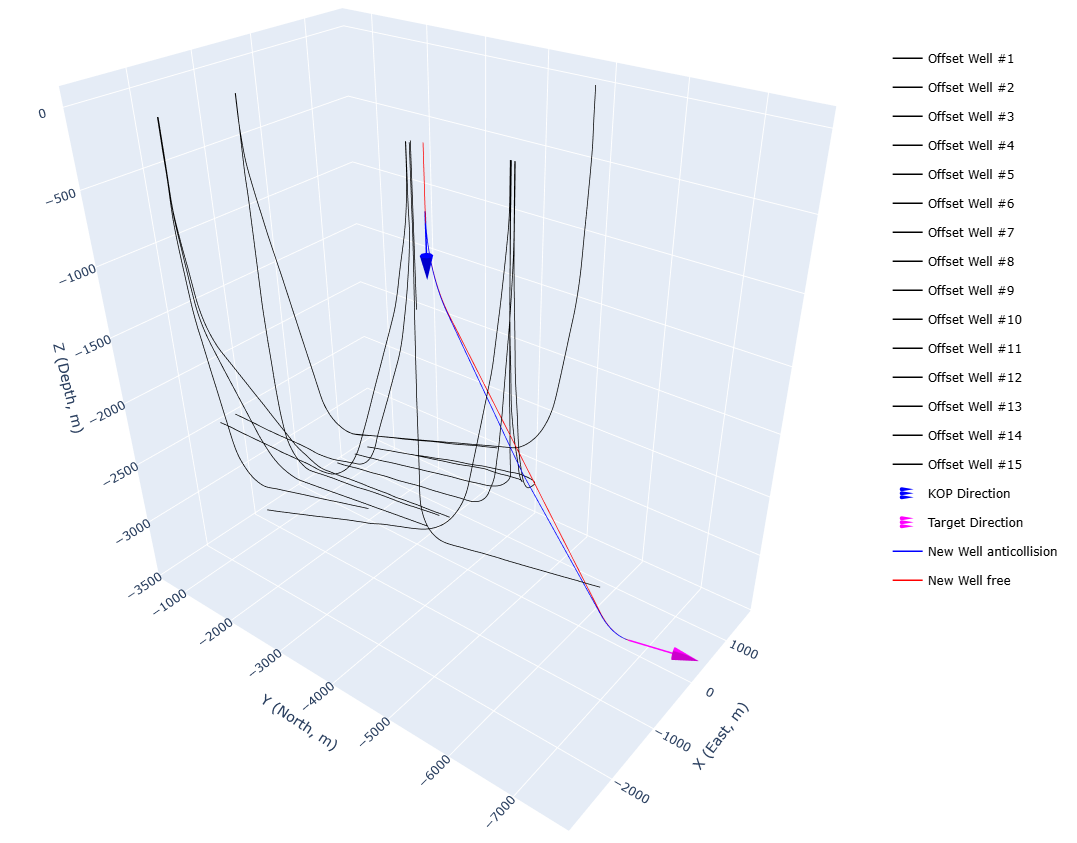 0
−500
−1000
−1500
−2000
−2500
−3000
−3500
Z (Depth, m)
−1000
−2000
−3000
−4000
−5000
−6000
−7000
Y (North, m)
1000
0
−1000
−2000
X (East, m)
Offset Well #1
Offset Well #2
Offset Well #3
Offset Well #4
Offset Well #5
Offset Well #6
Offset Well #7
Offset Well #8
Offset Well #9
Offset Well #10
Offset Well #11
Offset Well #12
Offset Well #13
Offset Well #14
Offset Well #15
KOP Direction
Target Direction
New Well anticollision
New Well free